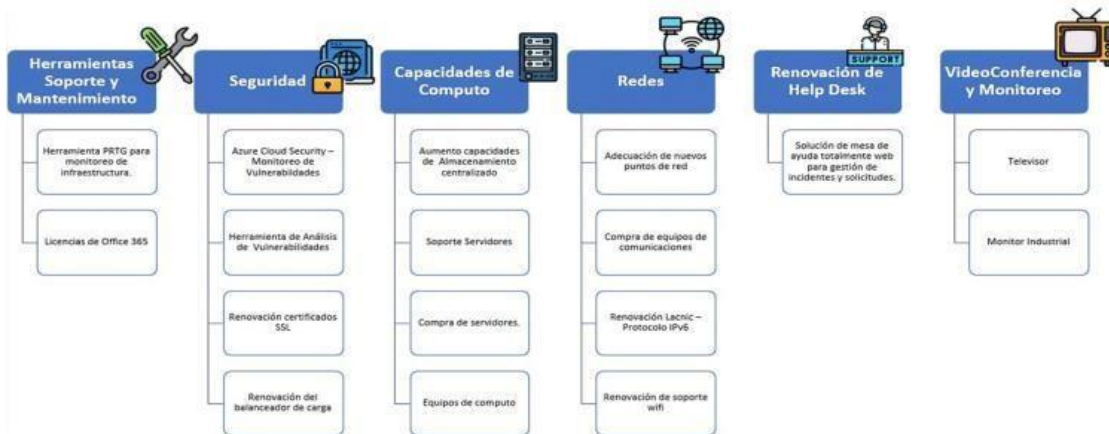 Herramientas
Soporte y
Mantenimiento
Herramienta PRTG para
monitoreo de
infraestructura.
Licencias de Office 365
Seguridad
Azure Cloud Security –
Monitoreo de
Vulnerabilidades
Herramienta de Análisis
de Vulnerabilidades
Renovación certificados
SSL
Renovación del
balanceador de carga
Capacidades de
Computo
Aumento capacidades
de Almacenamiento
centralizado
Soporte Servidores
Compra de servidores.
Equipos de computo
Redes
Adecuación de nuevos
puntos de red
Compra de equipos de
comunicaciones
Renovación Lacnic –
Protocolo IPv6
Renovación de soporte
wifi
SUPPORT
Renovación de
Help Desk
Solución de mesa de
ayuda totalmente web
para gestión de
incidentes y solicitudes.
VideoConferencia
y Monitoreo
Televisor
Monitor Industrial